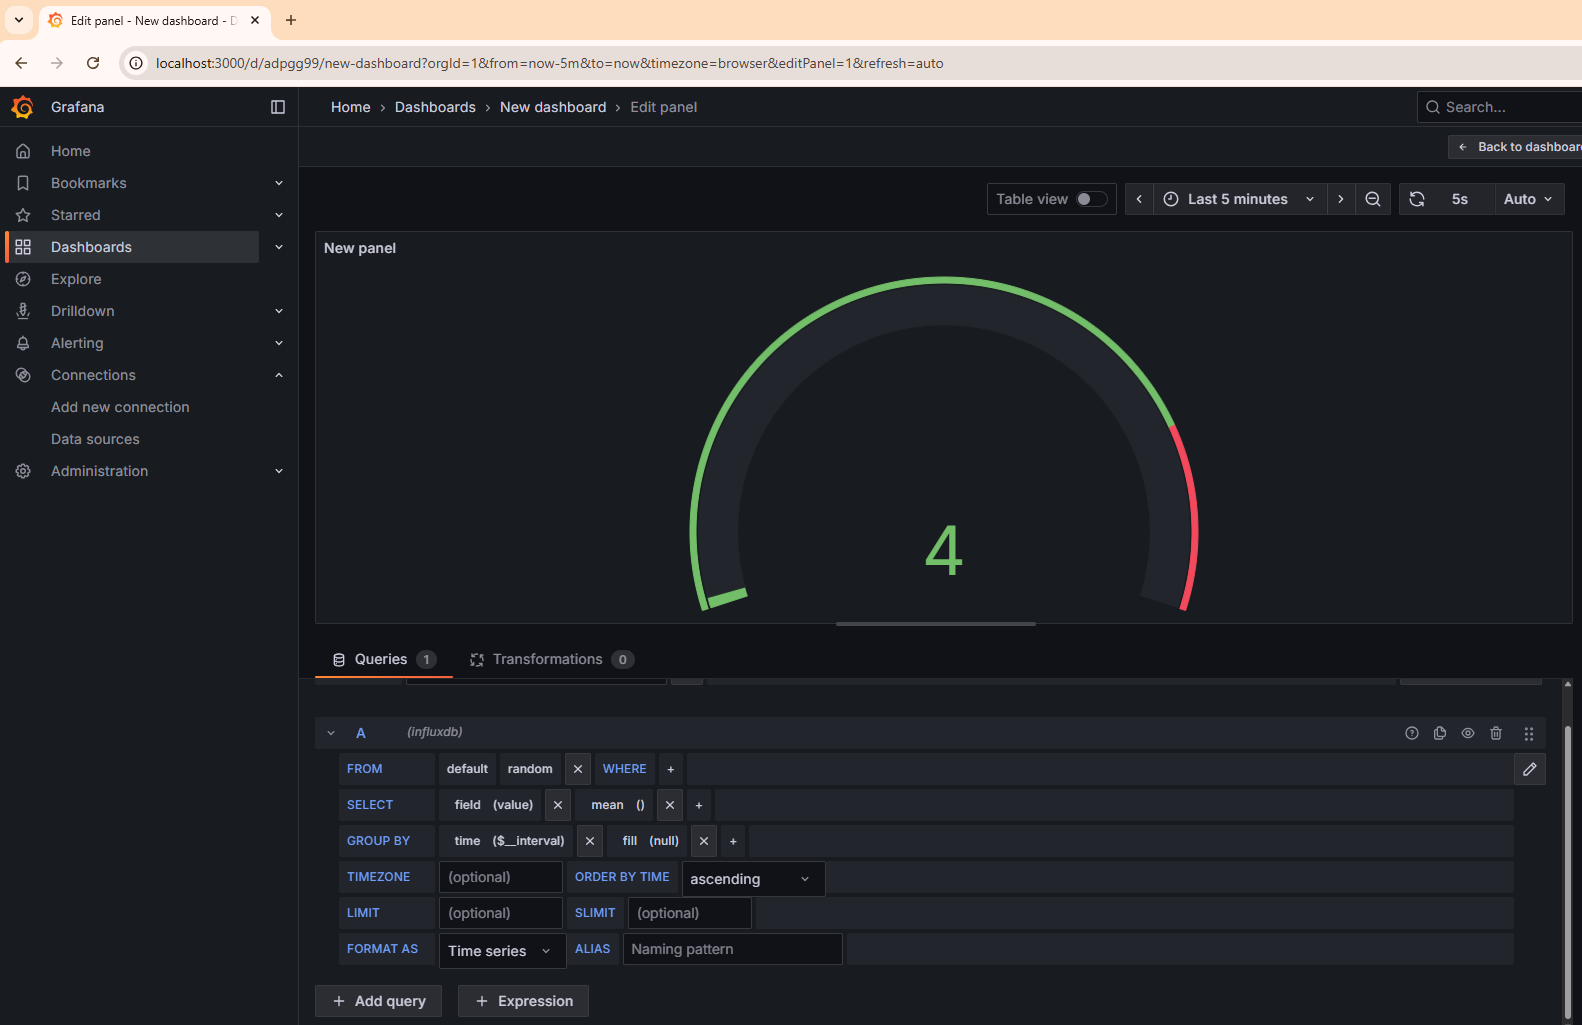 Edit panel - New dashboard - D
localhost:3000/d/adpgg99/new-dashboard?orgId=1&from=now-5m&to=now&timezone=browser&editPanel=1&refresh=auto
Grafana
Home › Dashboards › New dashboard › Edit panel
Search...
Back to dashboar
Home
Bookmarks
Starred
Dashboards
Explore
Drilldown
Alerting
Connections
Add new connection
Data sources
Administration
Table view
Last 5 minutes
5s
Auto
New panel
4
Queries 1
Transformations 0
A (influxdb)
FROM default random WHERE +
SELECT field (value) mean () +
GROUP BY time ($__interval) fill (null) +
TIMEZONE (optional) ORDER BY TIME ascending
LIMIT (optional) SLIMIT (optional)
FORMAT AS Time series ALIAS Naming pattern
+ Add query + Expression